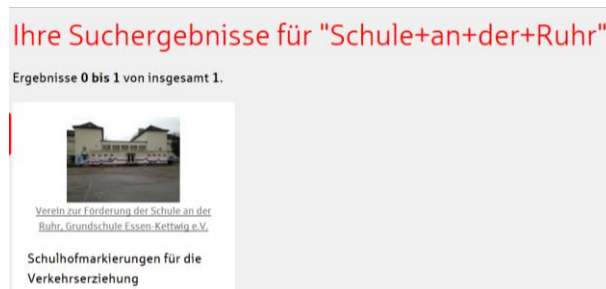 Ihre Suchergebnisse für "Schule+an+der+Ruhr"
Ergebnisse 0 bis 1 von insgesamt 1.
Verein zur Förderung der Schule an der
Ruhr, Grundschule Essen-Kettwig e.V.
Schulhofmarkierungen für die
Verkehrserziehung